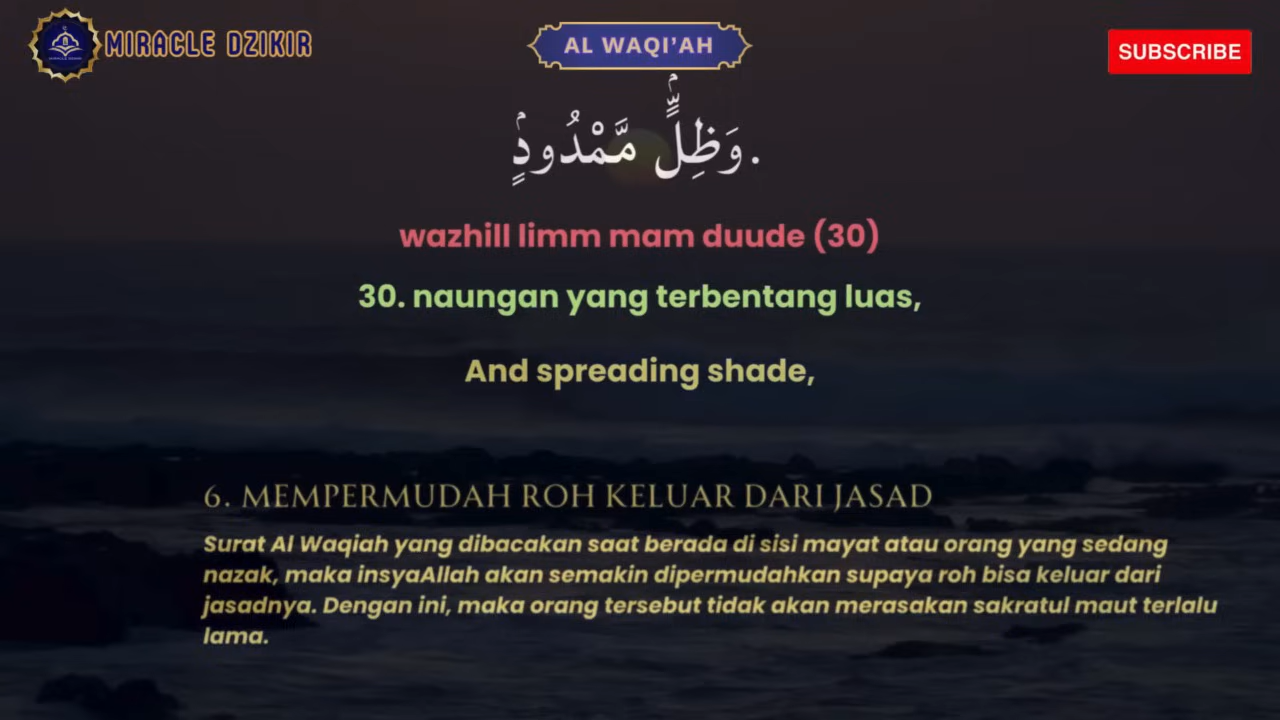 MIRACLE DZIKIR
AL WAQI'AH
SUBSCRIBE
وَظِلٍّۢ مَّمْدُودٍۢ.
wazhill limm mam duude (30)
30. naungan yang terbentang luas,
And spreading shade,
6. MEMPERMUDAH ROH KELUAR DARI JASAD
Surat Al Waqiah yang dibacakan saat berada di sisi mayat atau orang yang sedang
nazak, maka insyaAllah akan semakin dipermudahkan supaya roh bisa keluar dari
jasadnya. Dengan ini, maka orang tersebut tidak akan merasakan sakratul maut terlalu
lama.